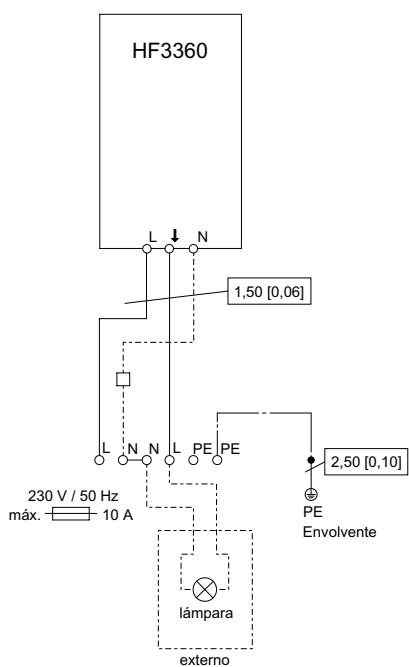 HF3360
L N
1,50 [0,06]
L N N L PE PE
2,50 [0,10]
230 V / 50 Hz
máx. 10 A
PE
Envolvente
lámpara
externo